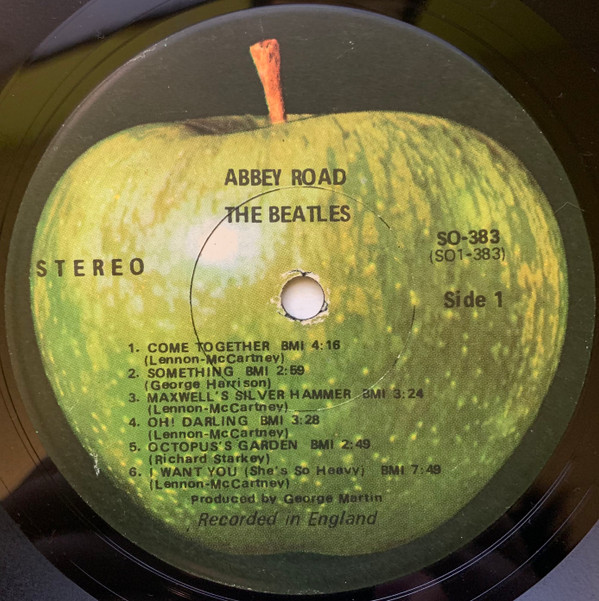 ABBEY ROAD
THE BEATLES
STEREO
SO-383
(SO1-383)
Side 1
1. COME TOGETHER BMI 4:16
(Lennon-McCartney)
2. SOMETHING BMI 2:59
(George Harrison)
3. MAXWELL'S SILVER HAMMER BMI 3:24
(Lennon-McCartney)
4. OH! DARLING BMI 3:28
(Lennon-McCartney)
5. OCTOPUS'S GARDEN BMI 2:49
(Richard Starkey)
6. I WANT YOU (She's So Heavy) BMI 7:49
(Lennon-McCartney)
Produced by George Martin
Recorded in England